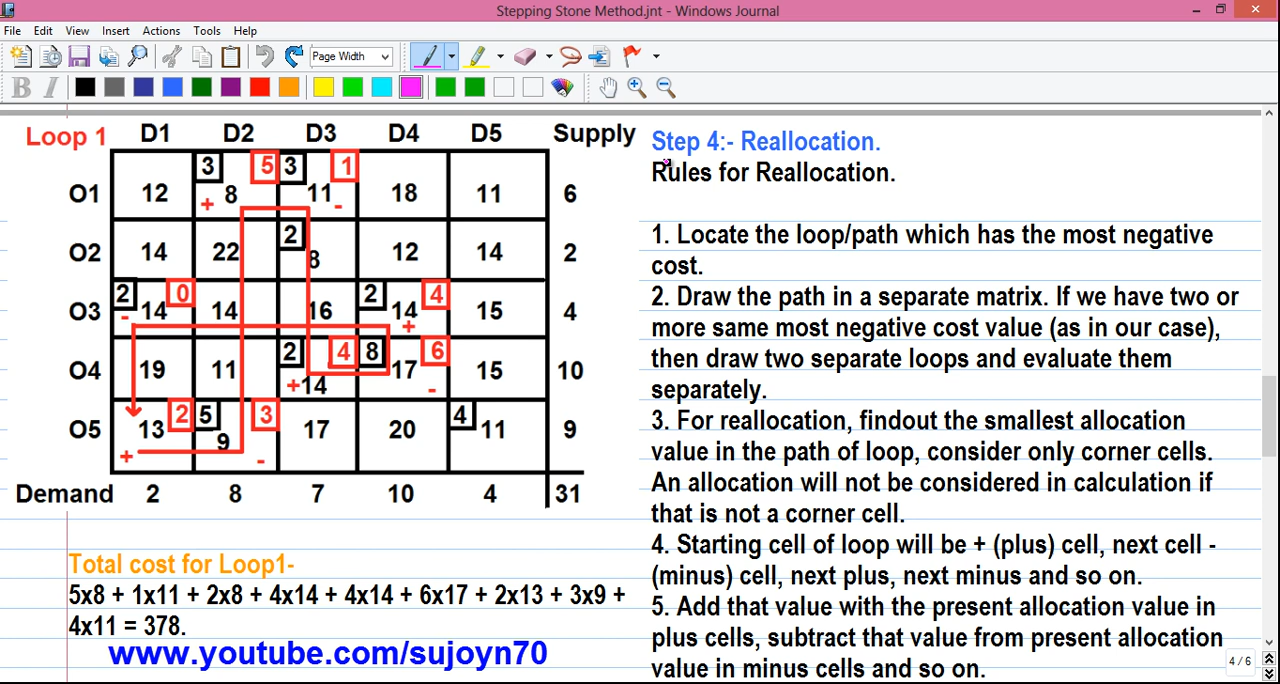 Stepping Stone Method.jnt - Windows Journal
File Edit View Insert Actions Tools Help
Page Width
B I
Loop 1 D1 D2 D3 D4 D5 Supply
O1 12 3 + 8 5 3 11 - 1 18 11 6
O2 14 22 2 8 12 14 2
O3 2 - 14 0 14 16 2 14 + 4 15 4
O4 19 11 2 + 14 4 8 17 - 6 15 10
O5 + 13 2 5 9 - 3 17 20 4 11 9
Demand 2 8 7 10 4 31
Total cost for Loop1-
5x8 + 1x11 + 2x8 + 4x14 + 4x14 + 6x17 + 2x13 + 3x9 +
4x11 = 378.
www.youtube.com/sujoyn70
Step 4:- Reallocation.
Rules for Reallocation.
1. Locate the loop/path which has the most negative
cost.
2. Draw the path in a separate matrix. If we have two or
more same most negative cost value (as in our case),
then draw two separate loops and evaluate them
separately.
3. For reallocation, findout the smallest allocation
value in the path of loop, consider only corner cells.
An allocation will not be considered in calculation if
that is not a corner cell.
4. Starting cell of loop will be + (plus) cell, next cell -
(minus) cell, next plus, next minus and so on.
5. Add that value with the present allocation value in
plus cells, subtract that value from present allocation
value in minus cells and so on.
4 / 6